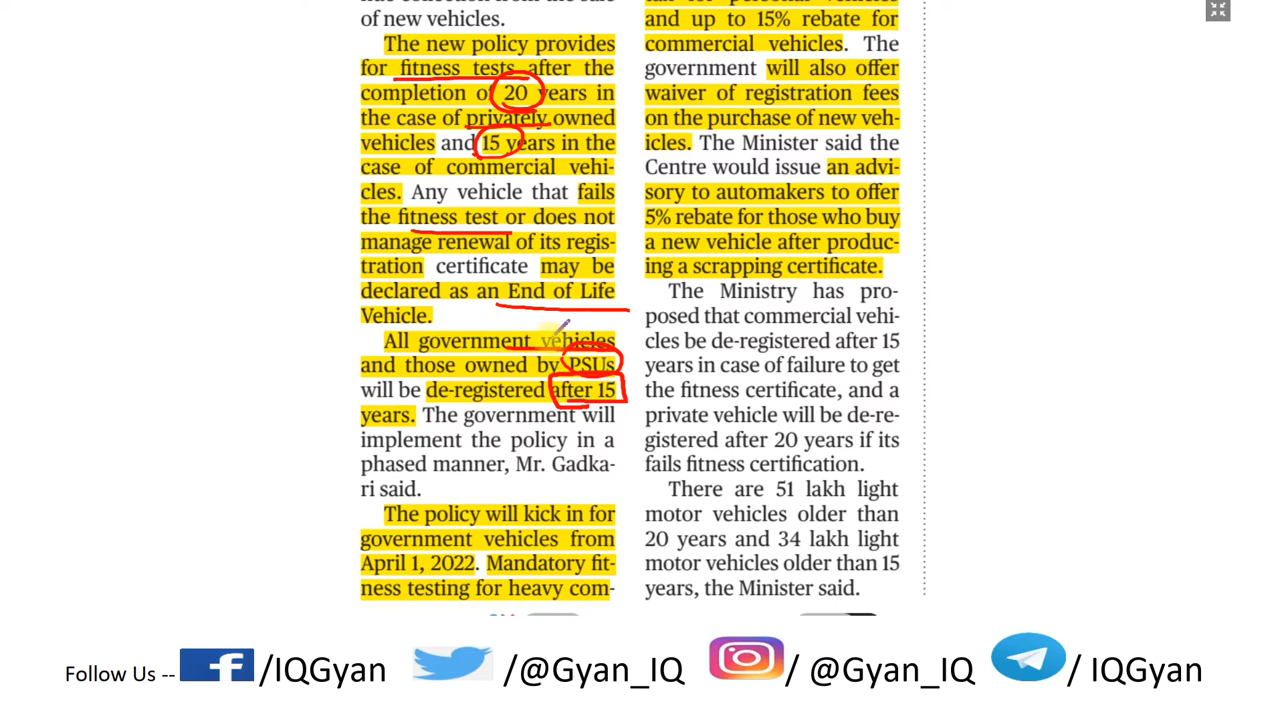 of new vehicles.
The new policy provides
for fitness tests after the
completion of 20 years in
the case of privately owned
vehicles and 15 years in the
case of commercial vehi-
cles. Any vehicle that fails
the fitness test or does not
manage renewal of its regis-
tration certificate may be
declared as an End of Life
Vehicle.
All government vehicles
and those owned by PSUs
will be de-registered after 15
years. The government will
implement the policy in a
phased manner, Mr. Gadka-
ri said.
The policy will kick in for
government vehicles from
April 1, 2022. Mandatory fit-
ness testing for heavy com-
and up to 15% rebate for
commercial vehicles. The
government will also offer
waiver of registration fees
on the purchase of new veh-
icles. The Minister said the
Centre would issue an advi-
sory to automakers to offer
5% rebate for those who buy
a new vehicle after produc-
ing a scrapping certificate.
The Ministry has pro-
posed that commercial vehi-
cles be de-registered after 15
years in case of failure to get
the fitness certificate, and a
private vehicle will be de-re-
gistered after 20 years if its
fails fitness certification.
There are 51 lakh light
motor vehicles older than
20 years and 34 lakh light
motor vehicles older than 15
years, the Minister said.
Follow Us -- f /IQGyan /@Gyan_IQ / @Gyan_IQ / IQGyan